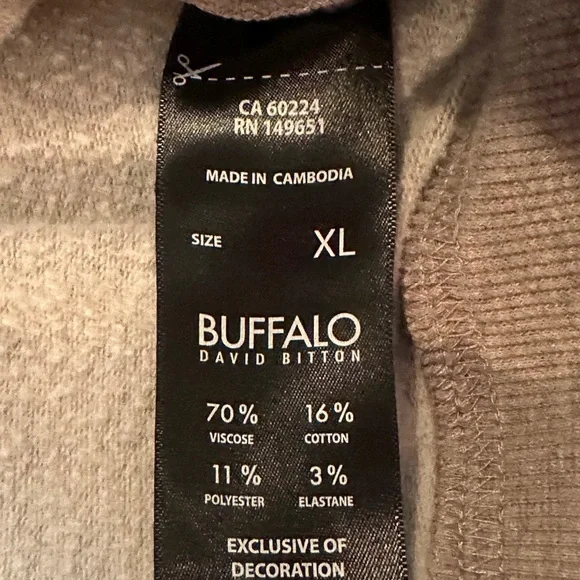 CA 60224
RN 149651
MADE IN CAMBODIA
SIZE XL
BUFFALO
DAVID BITTON
70 % 16 %
VISCOSE COTTON
11 % 3 %
POLYESTER ELASTANE
EXCLUSIVE OF
DECORATION